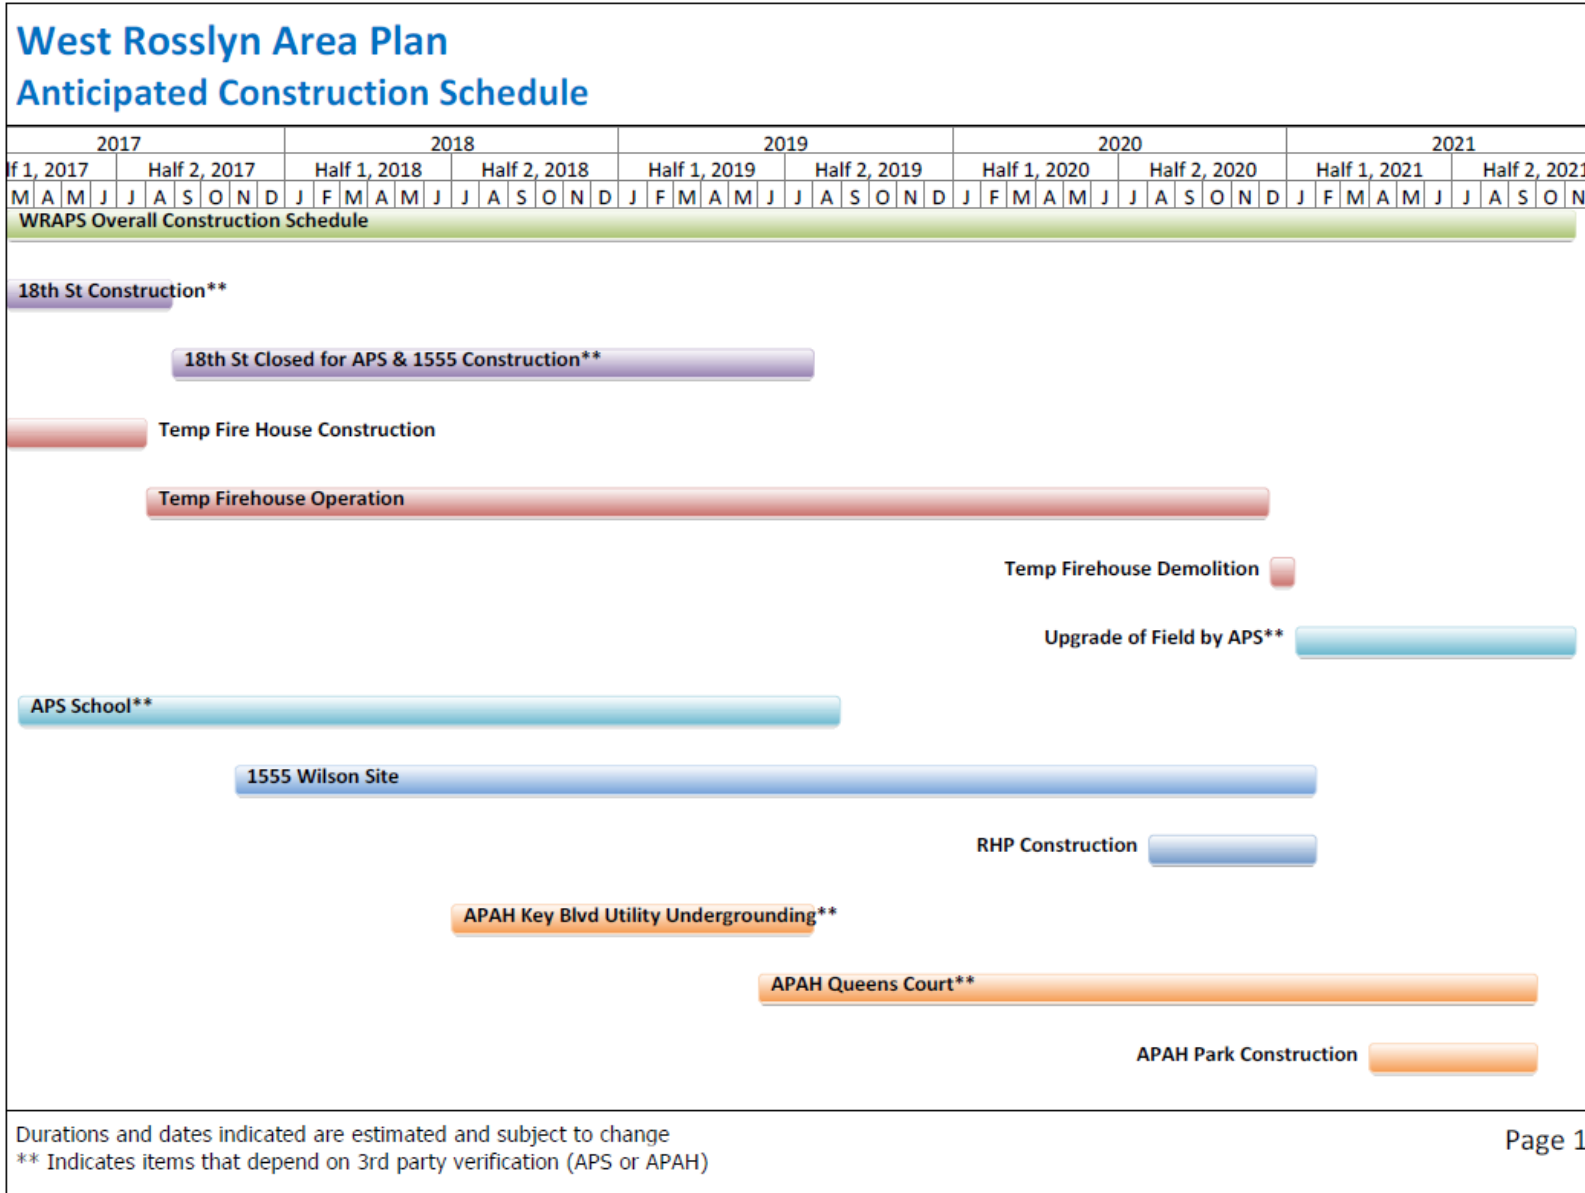 West Rosslyn Area Plan
Anticipated Construction Schedule
2017 2018 2019 2020 2021
lf 1, 2017 Half 2, 2017 Half 1, 2018 Half 2, 2018 Half 1, 2019 Half 2, 2019 Half 1, 2020 Half 2, 2020 Half 1, 2021 Half 2, 2021
M A M J J A S O N D J F M A M J J A S O N D J F M A M J J A S O N D J F M A M J J A S O N D J F M A M J J A S O N
WRAPS Overall Construction Schedule
18th St Construction**
18th St Closed for APS & 1555 Construction**
Temp Fire House Construction
Temp Firehouse Operation
Temp Firehouse Demolition
Upgrade of Field by APS**
APS School**
1555 Wilson Site
RHP Construction
APAH Key Blvd Utility Undergrounding**
APAH Queens Court**
APAH Park Construction
Durations and dates indicated are estimated and subject to change
** Indicates items that depend on 3rd party verification (APS or APAH)
Page 1